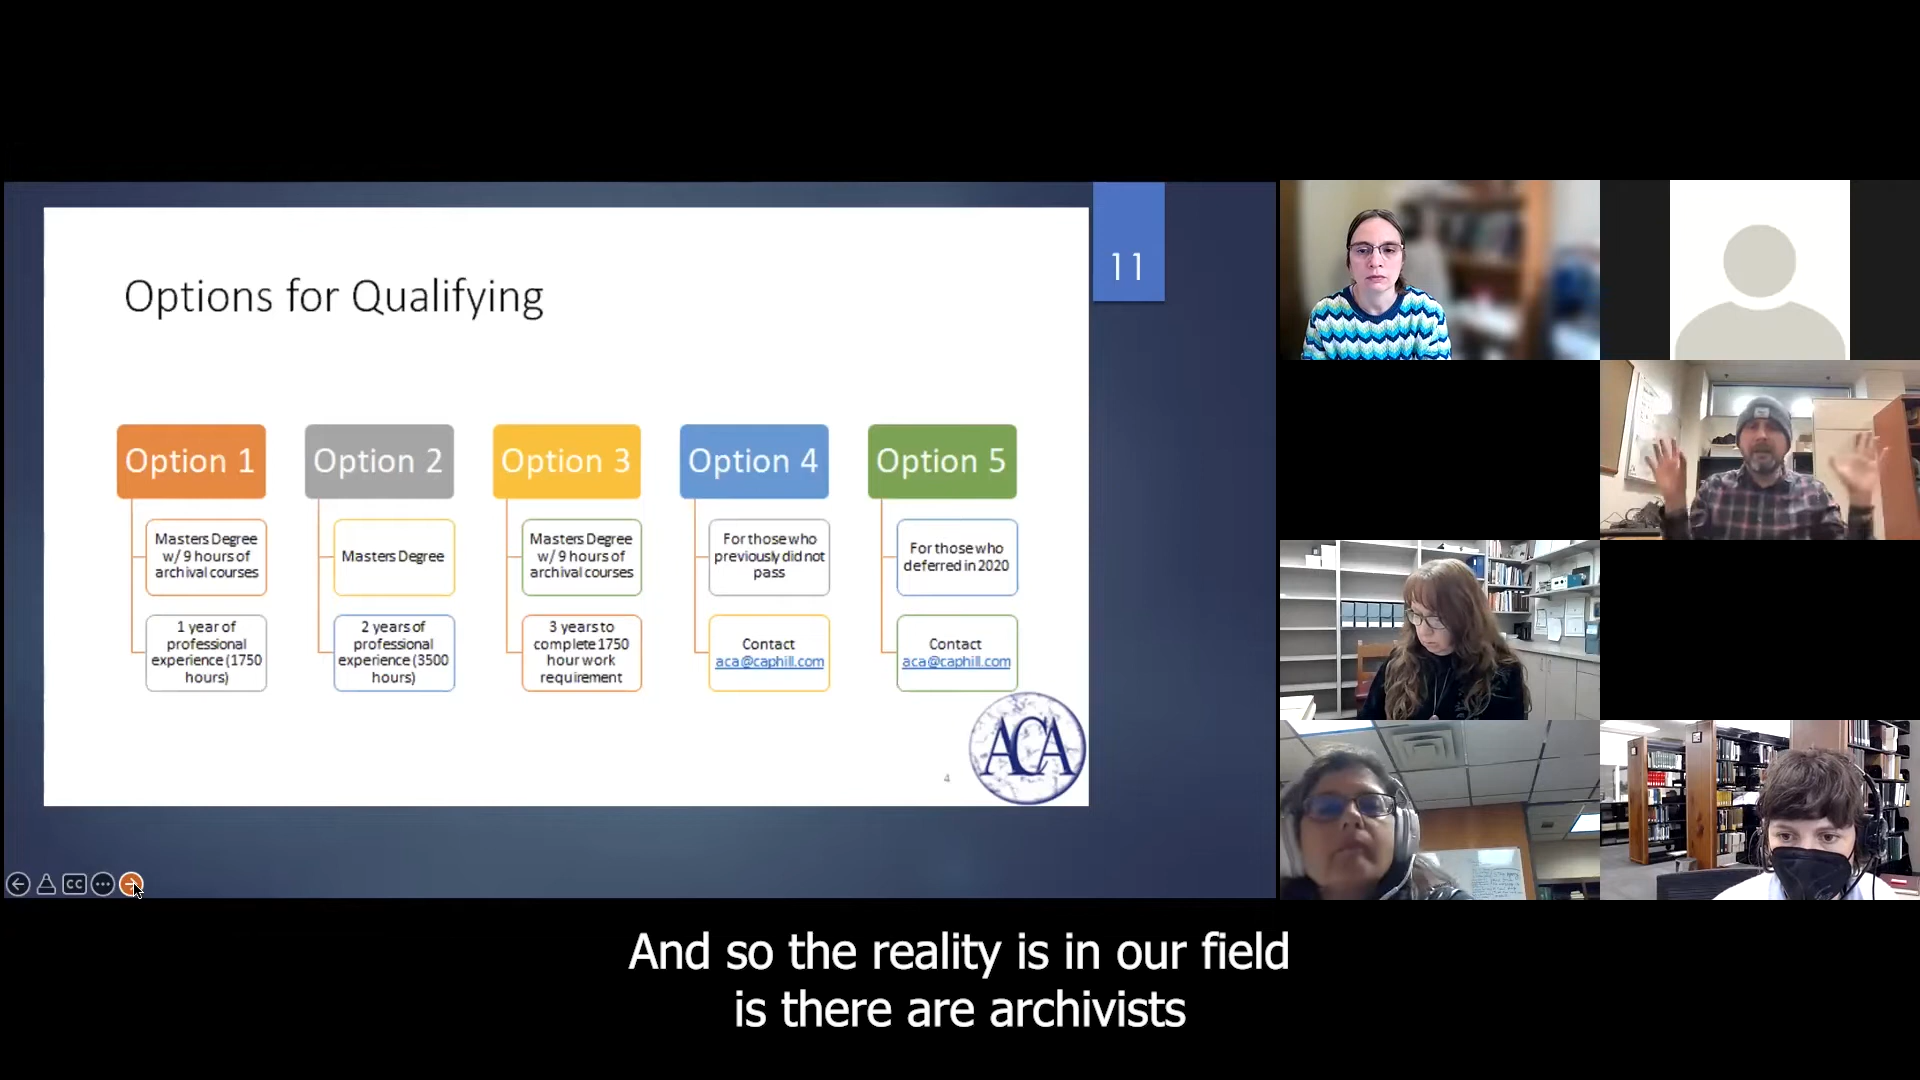 11
Options for Qualifying
Option 1
Masters Degree
w/ 9 hours of
archival courses
1 year of
professional
experience (1750
hours)
Option 2
Masters Degree
2 years of
professional
experience (3500
hours)
Option 3
Masters Degree
w/ 9 hours of
archival courses
3 years to
complete 1750
hour work
requirement
Option 4
For those who
previously did not
pass
Contact
aca@caphill.com
Option 5
For those who
deferred in 2020
Contact
aca@caphill.com
4
ACA
CC
And so the reality is in our field
is there are archivists